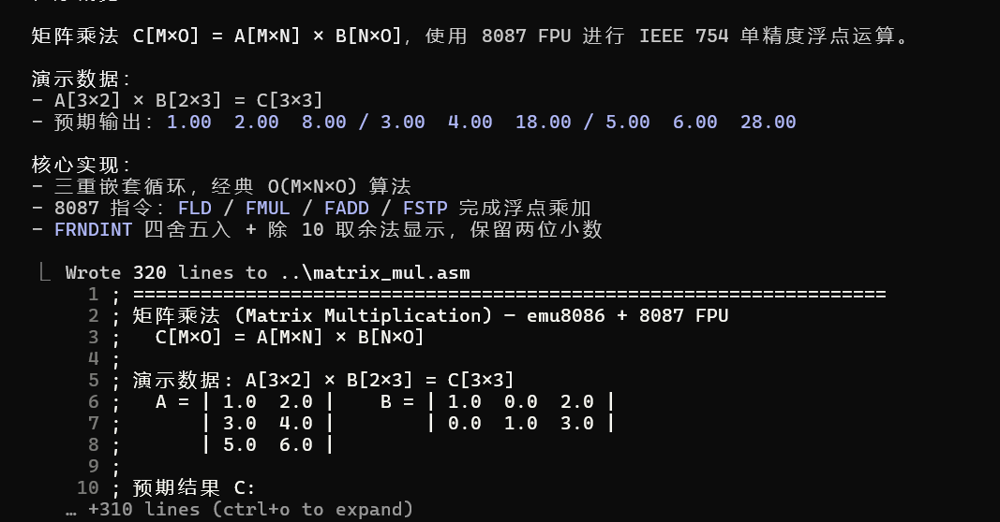 矩阵乘法 C[M×O] = A[M×N] × B[N×O]，使用 8087 FPU 进行 IEEE 754 单精度浮点运算。
演示数据：
- A[3×2] × B[2×3] = C[3×3]
- 预期输出：1.00  2.00  8.00 / 3.00  4.00  18.00 / 5.00  6.00  28.00
核心实现：
- 三重嵌套循环，经典 O(M×N×O) 算法
- 8087 指令：FLD / FMUL / FADD / FSTP 完成浮点乘加
- FRNDINT 四舍五入 + 除 10 取余法显示，保留两位小数
⎿ Wrote 320 lines to ..\matrix_mul.asm
1 ; ===================================================================
2 ; 矩阵乘法 (Matrix Multiplication) — emu8086 + 8087 FPU
3 ;   C[M×O] = A[M×N] × B[N×O]
4 ;
5 ; 演示数据: A[3×2] × B[2×3] = C[3×3]
6 ;   A = | 1.0  2.0 |    B = | 1.0  0.0  2.0 |
7 ;       | 3.0  4.0 |        | 0.0  1.0  3.0 |
8 ;       | 5.0  6.0 |
9 ;
10 ; 预期结果 C:
… +310 lines (ctrl+o to expand)